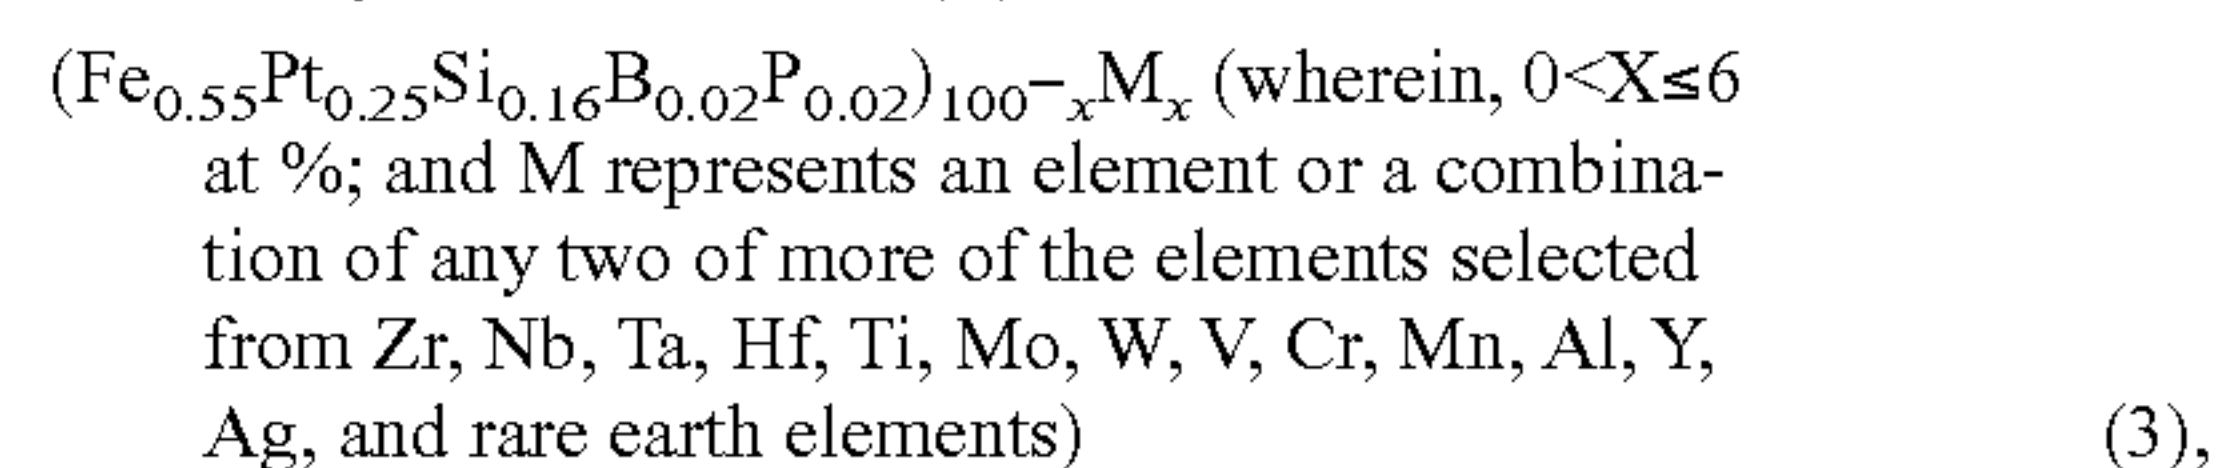 (Fe₀.₅₅Pt₀.₂₅Si₀.₁₆B₀.₀₂P₀.₀₂)₁₀₀₋ₓMₓ (wherein, 0<X≤6
at %; and M represents an element or a combina-
tion of any two of more of the elements selected
from Zr, Nb, Ta, Hf, Ti, Mo, W, V, Cr, Mn, Al, Y,
Ag, and rare earth elements) (3),